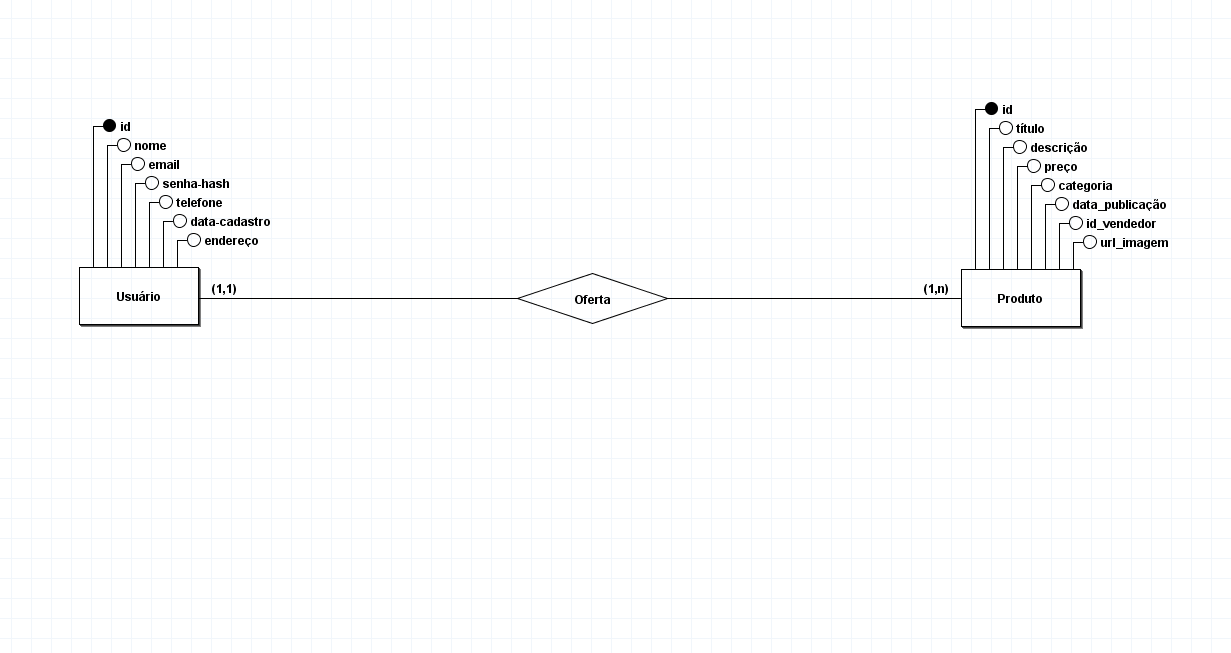 id
nome
email
senha-hash
telefone
data-cadastro
endereço
Usuário
(1,1)
Oferta
(1,n)
id
título
descrição
preço
categoria
data_publicação
id_vendedor
url_imagem
Produto